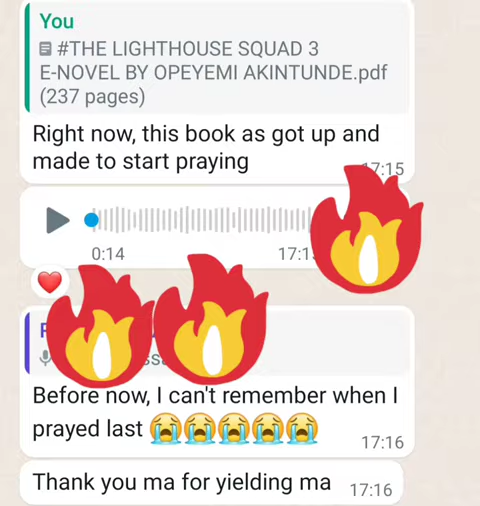 You
#THE LIGHTHOUSE SQUAD 3
E-NOVEL BY OPEYEMI AKINTUNDE.pdf
(237 pages)
Right now, this book as got up and
made to start praying
17:15
0:14
Before now, I can't remember when I
prayed last 😭😭😭😭😭
17:16
Thank you ma for yielding ma
17:16